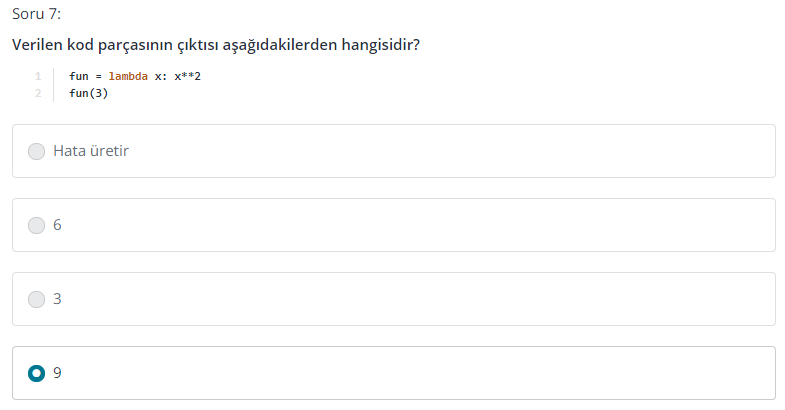 Soru 7:
Verilen kod parçasının çıktısı aşağıdakilerden hangisidir?
1 fun = lambda x: x**2
2 fun(3)
Hata üretir
6
3
9